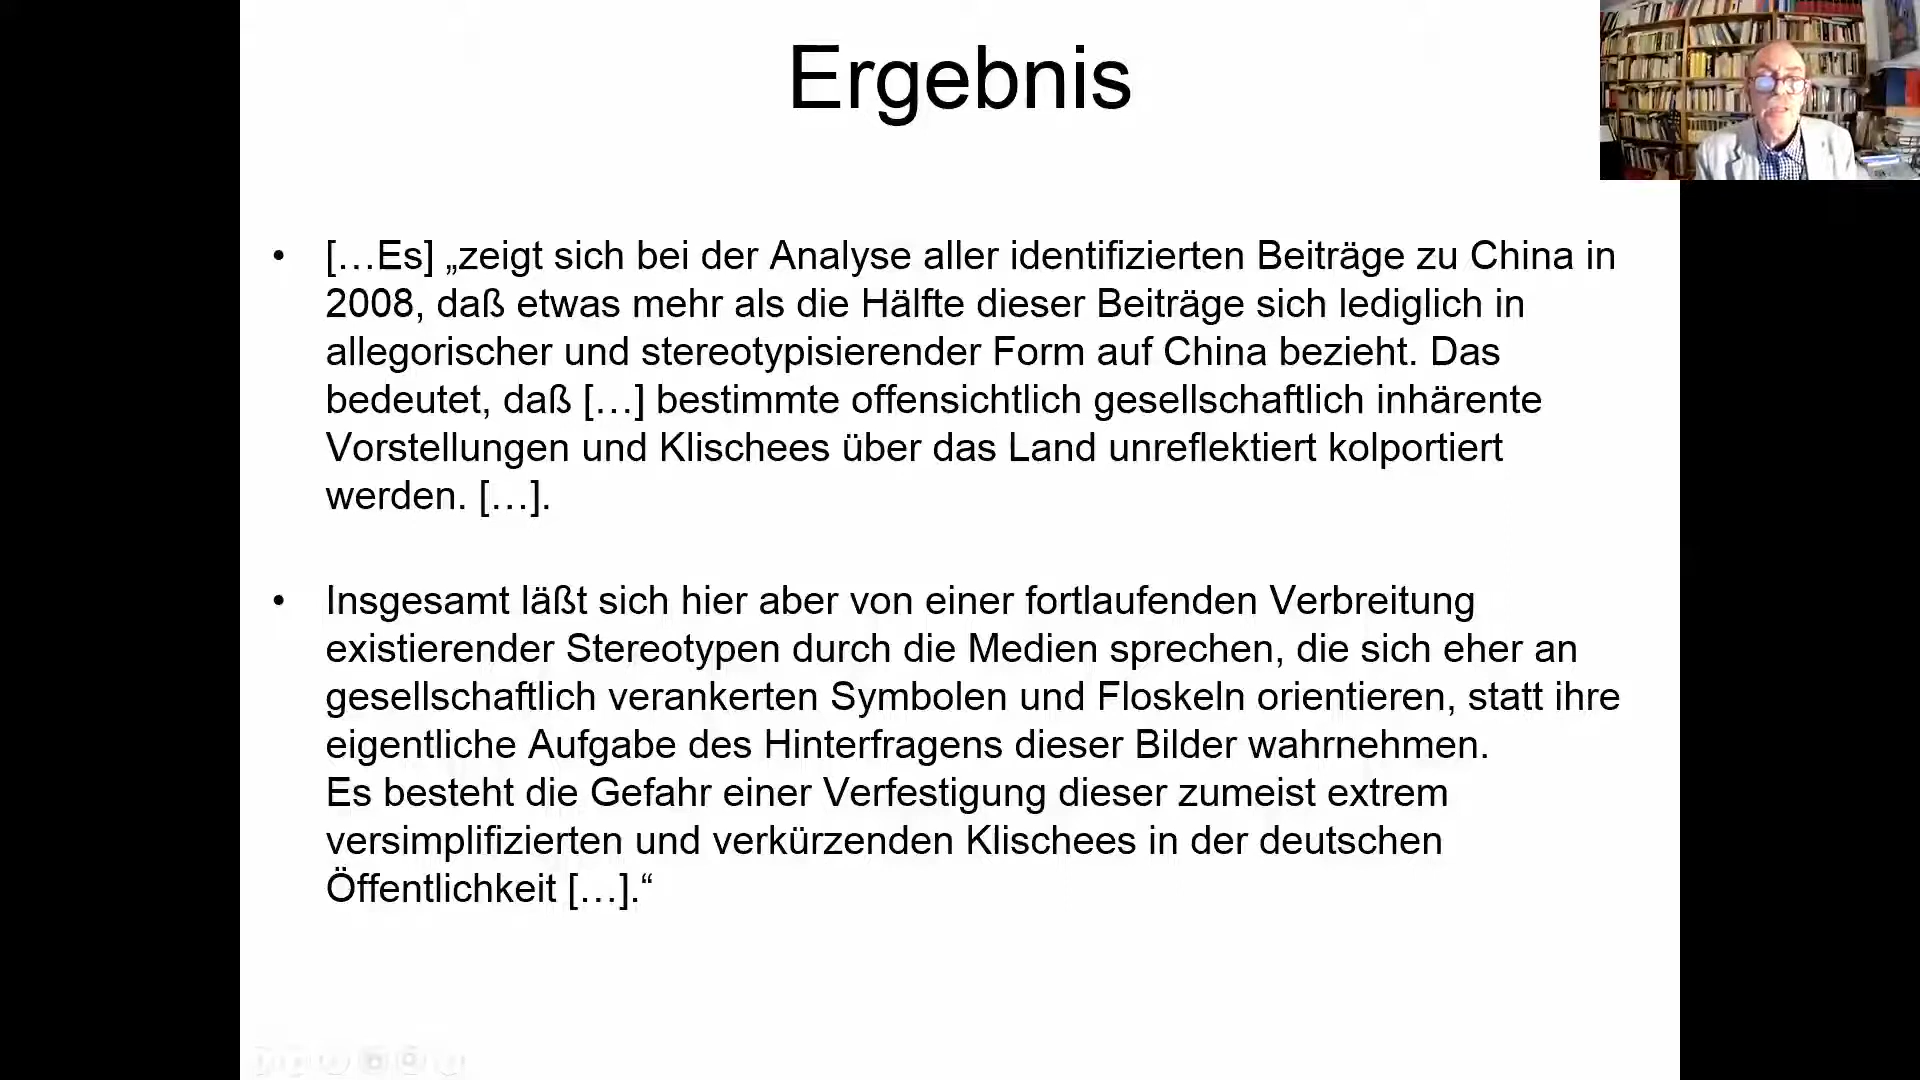 Ergebnis
• […Es] „zeigt sich bei der Analyse aller identifizierten Beiträge zu China in
2008, daß etwas mehr als die Hälfte dieser Beiträge sich lediglich in
allegorischer und stereotypisierender Form auf China bezieht. Das
bedeutet, daß […] bestimmte offensichtlich gesellschaftlich inhärente
Vorstellungen und Klischees über das Land unreflektiert kolportiert
werden. […].
• Insgesamt läßt sich hier aber von einer fortlaufenden Verbreitung
existierender Stereotypen durch die Medien sprechen, die sich eher an
gesellschaftlich verankerten Symbolen und Floskeln orientieren, statt ihre
eigentliche Aufgabe des Hinterfragens dieser Bilder wahrnehmen.
Es besteht die Gefahr einer Verfestigung dieser zumeist extrem
versimplifizierten und verkürzenden Klischees in der deutschen
Öffentlichkeit […].“